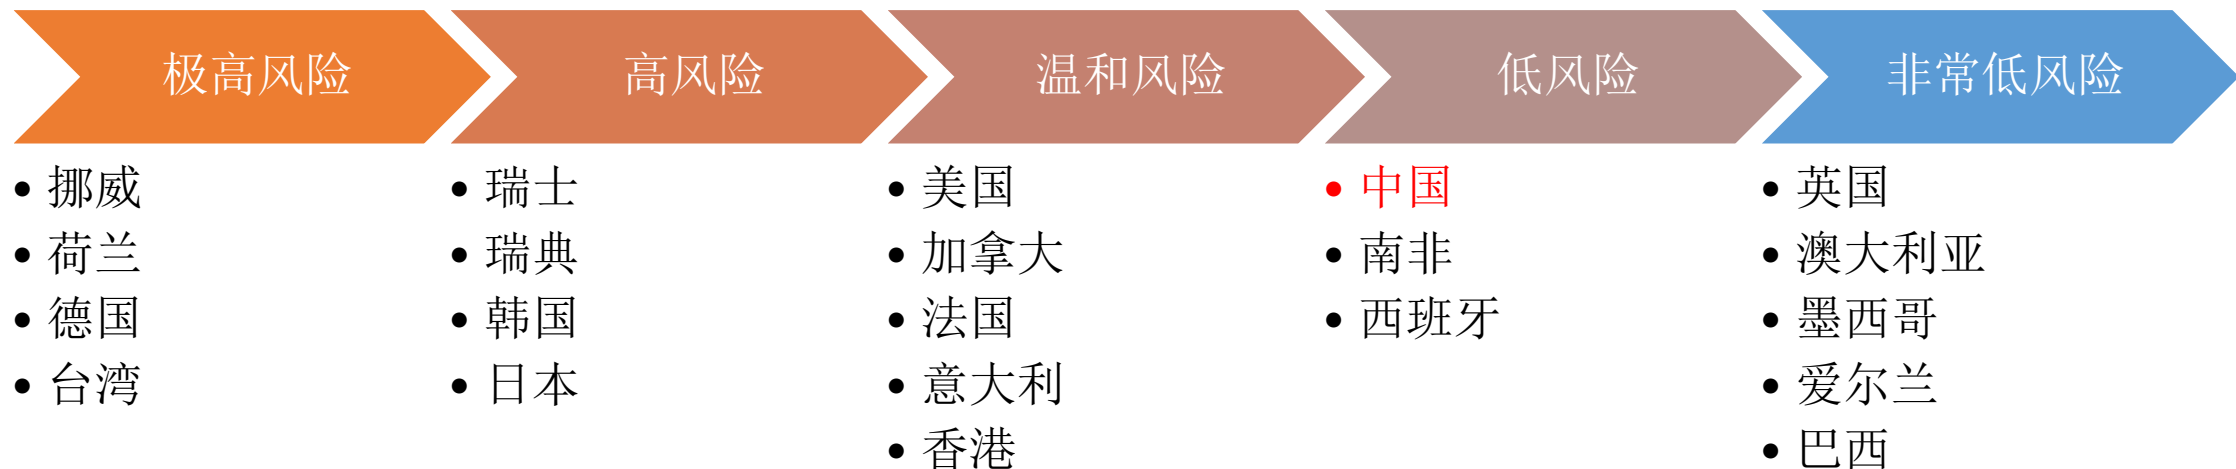 极高风险
• 挪威
• 荷兰
• 德国
• 台湾
高风险
• 瑞士
• 瑞典
• 韩国
• 日本
温和风险
• 美国
• 加拿大
• 法国
• 意大利
• 香港
低风险
• 中国
• 南非
• 西班牙
非常低风险
• 英国
• 澳大利亚
• 墨西哥
• 爱尔兰
• 巴西